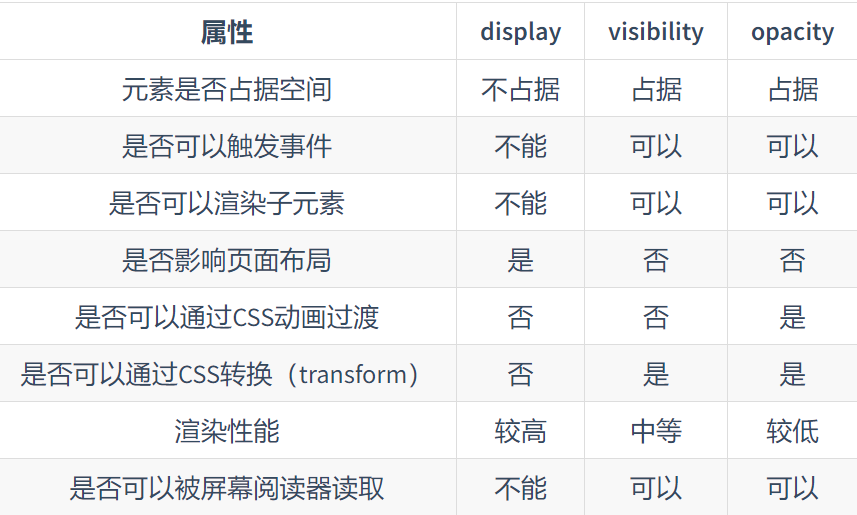 属性 display visibility opacity
元素是否占据空间 不占据 占据 占据
是否可以触发事件 不能 可以 可以
是否可以渲染子元素 不能 可以 可以
是否影响页面布局 是 否 否
是否可以通过CSS动画过渡 否 否 是
是否可以通过CSS转换（transform） 否 是 是
渲染性能 较高 中等 较低
是否可以被屏幕阅读器读取 不能 可以 可以